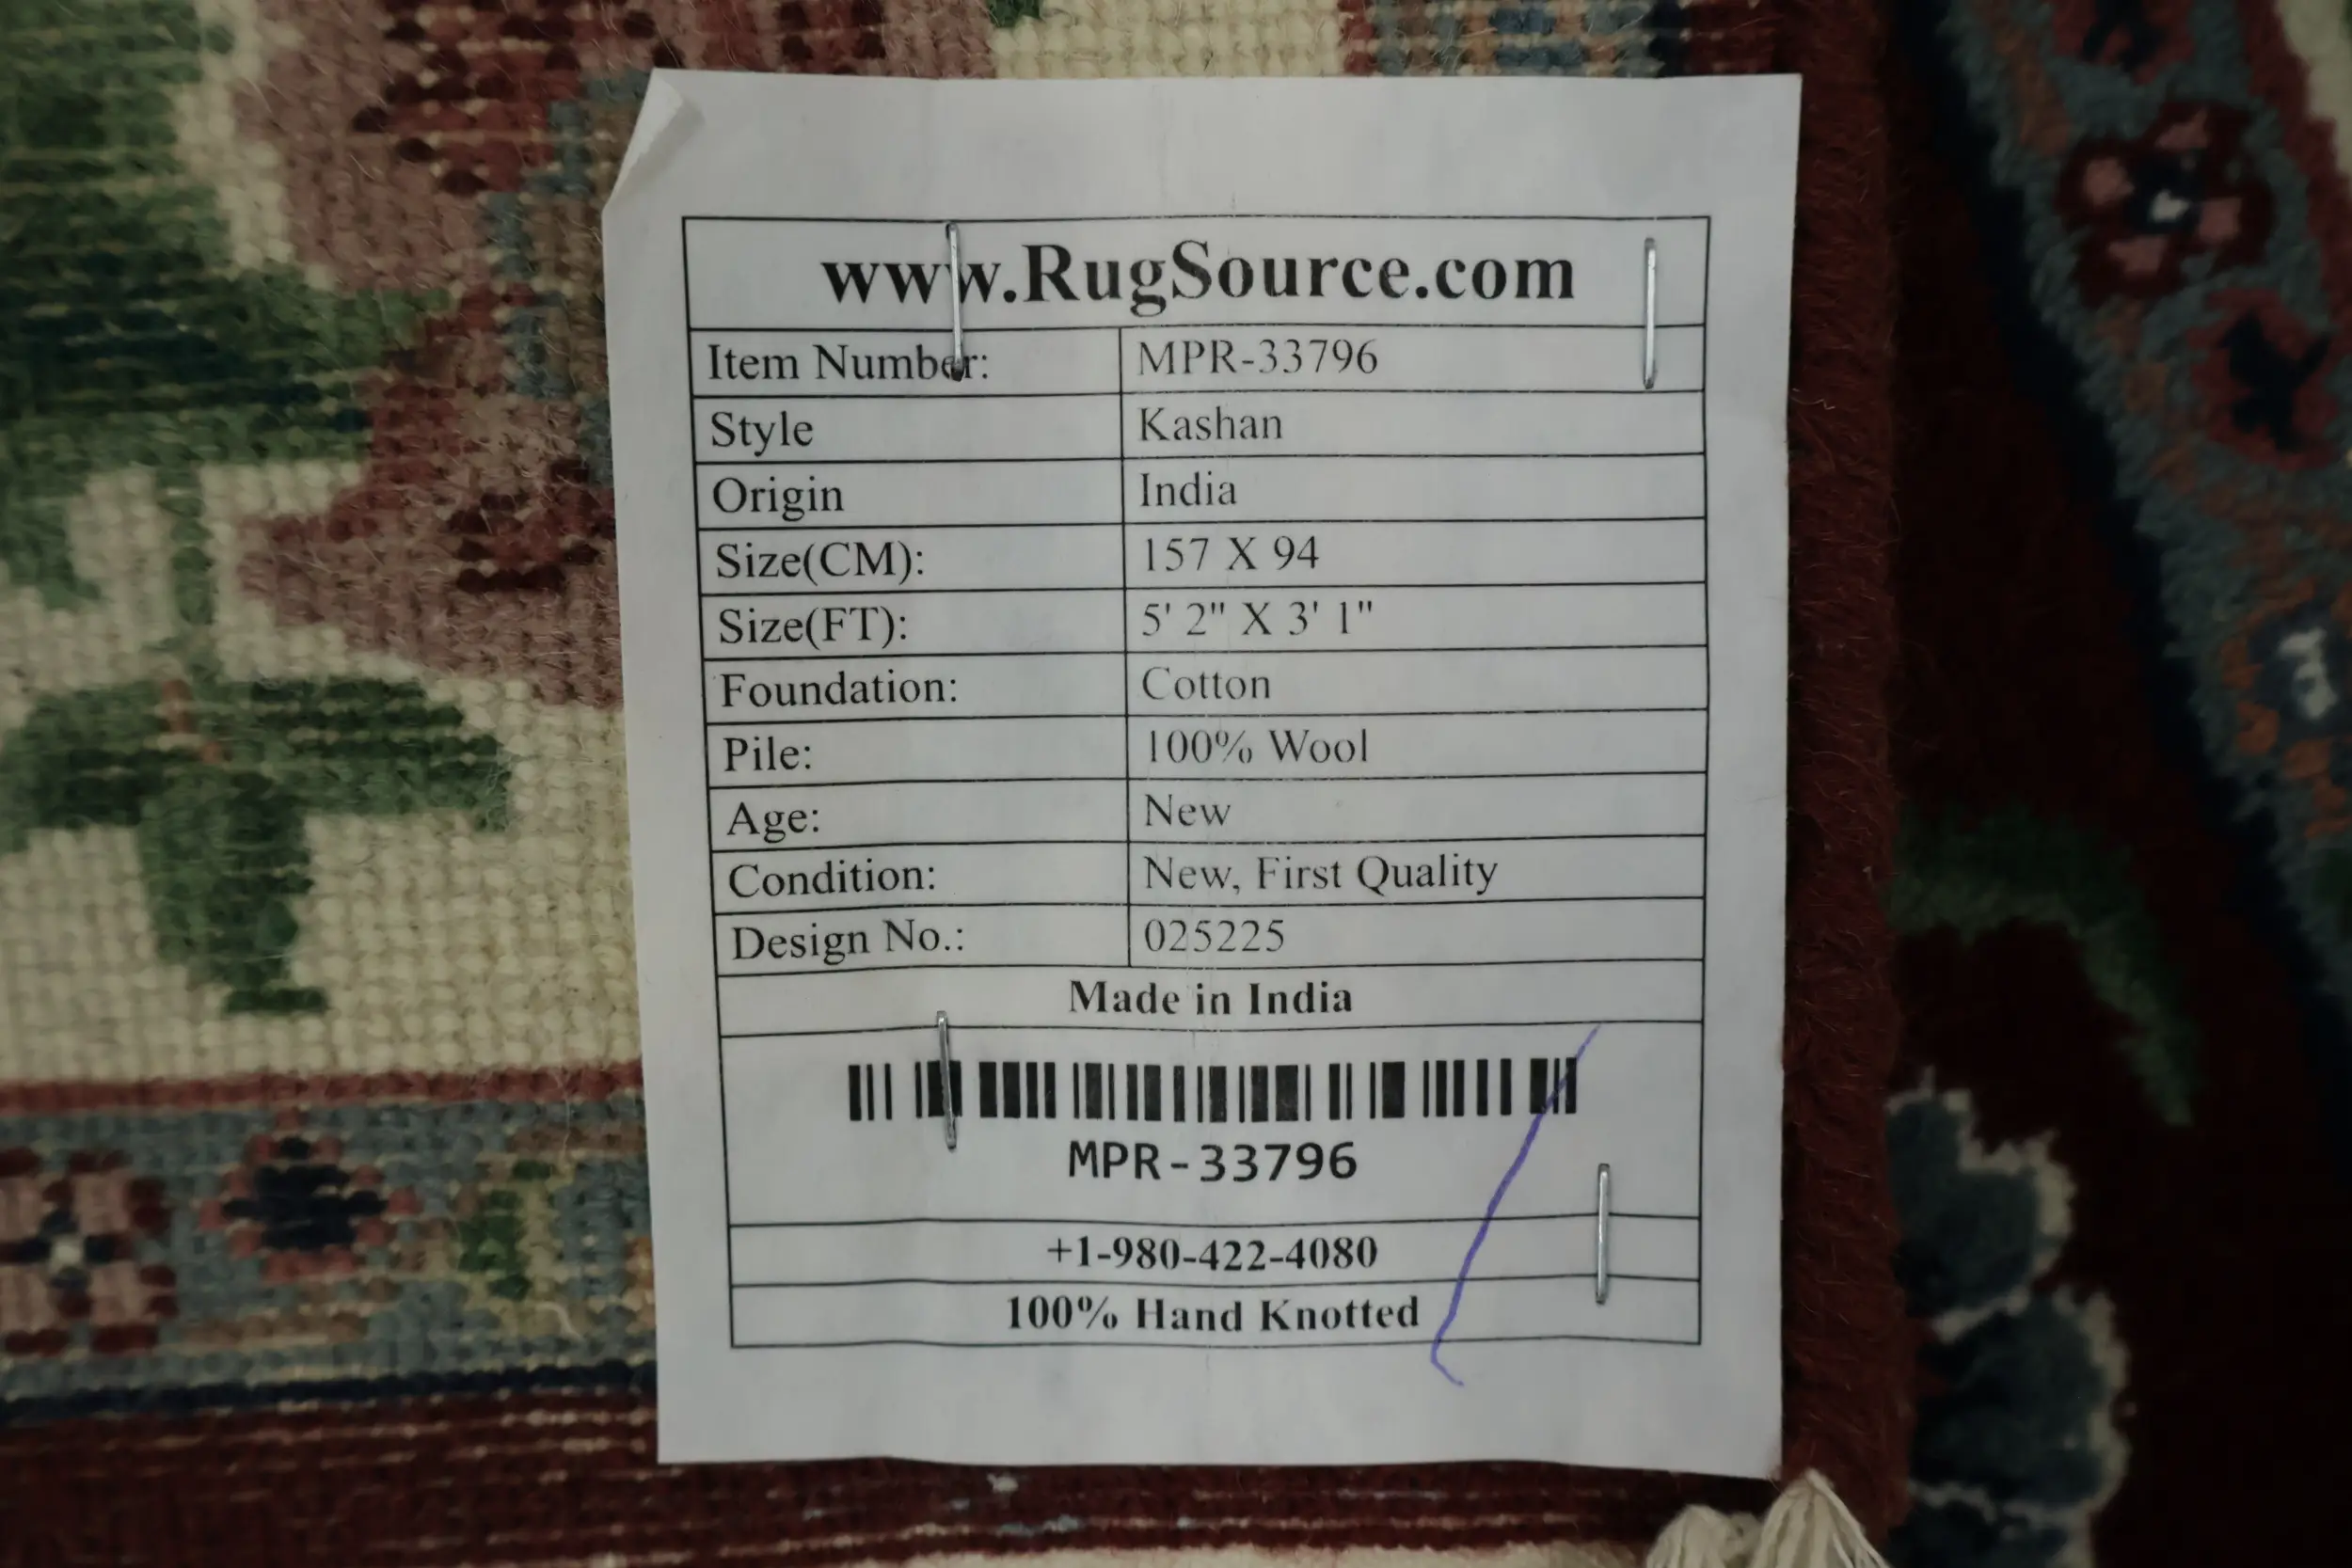 www.RugSource.com
Item Number: MPR-33796
Style Kashan
Origin India
Size(CM): 157 X 94
Size(FT): 5' 2" X 3' 1"
Foundation: Cotton
Pile: 100% Wool
Age: New
Condition: New, First Quality
Design No.: 025225
Made in India
MPR-33796
+1-980-422-4080
100% Hand Knotted